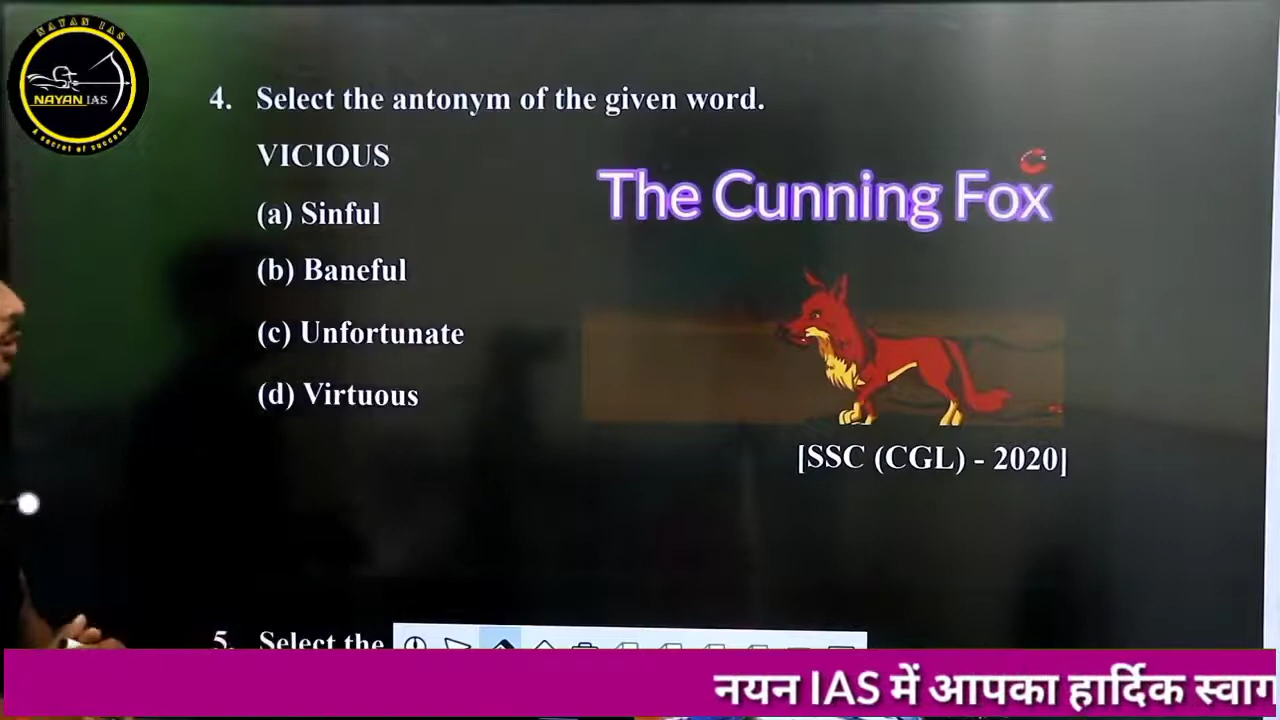 NAYAN IAS
NAYAN IAS
A secret of success
4. Select the antonym of the given word.
VICIOUS
The Cunning Fox
(a) Sinful
(b) Baneful
(c) Unfortunate
(d) Virtuous
[SSC (CGL) - 2020]
5. Select the
नयन IAS में आपका हार्दिक स्वाग